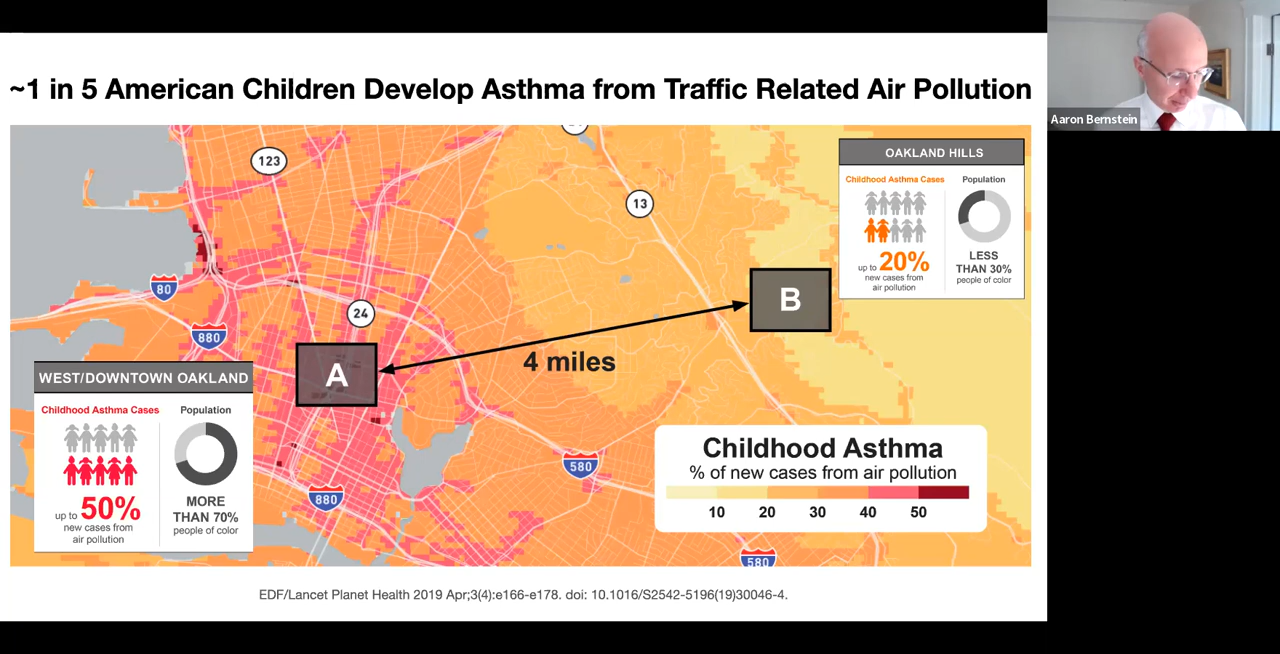 ~1 in 5 American Children Develop Asthma from Traffic Related Air Pollution
Aaron Bernstein
123
13
80
24
880
580
880
580
OAKLAND HILLS
Childhood Asthma Cases
Population
up to 20%
new cases from
air pollution
LESS
THAN 30%
people of color
B
4 miles
A
WEST/DOWNTOWN OAKLAND
Childhood Asthma Cases
Population
up to 50%
new cases from
air pollution
MORE
THAN 70%
people of color
Childhood Asthma
% of new cases from air pollution
10 20 30 40 50
EDF/Lancet Planet Health 2019 Apr;3(4):e166-e178. doi: 10.1016/S2542-5196(19)30046-4.